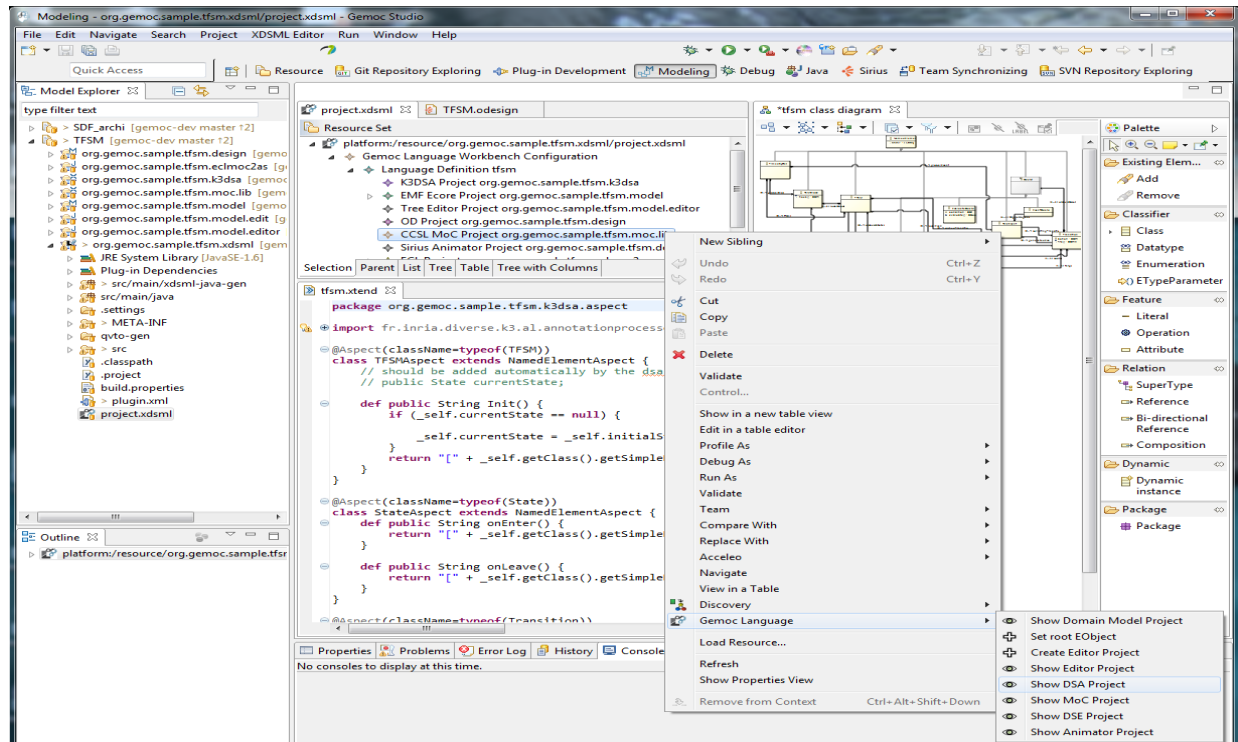 Modeling - org.gemoc.sample.tfsm.xdsml/project.xdsml - Gemoc Studio
File Edit Navigate Search Project XDSML Editor Run Window Help
Quick Access
Resource Git Repository Exploring Plug-in Development Modeling Debug Java Sirius Team Synchronizing SVN Repository Exploring
Model Explorer
type filter text
> SDF_archi [gemoc-dev master ↑2]
> TFSM [gemoc-dev master ↑2]
org.gemoc.sample.tfsm.design [gemo
org.gemoc.sample.tfsm.eclmoc2as [g
org.gemoc.sample.tfsm.k3dsa [gemoc
org.gemoc.sample.tfsm.moc.lib [gem
org.gemoc.sample.tfsm.model [gemo
org.gemoc.sample.tfsm.model.edit [g
org.gemoc.sample.tfsm.model.editor
> org.gemoc.sample.tfsm.xdsml [gem
JRE System Library [JavaSE-1.6]
Plug-in Dependencies
> src/main/xdsml-java-gen
src/main/java
.settings
> META-INF
qvto-gen
> src
.classpath
.project
build.properties
> plugin.xml
project.xdsml
Outline
platform:/resource/org.gemoc.sample.tfsr
project.xdsml
TFSM.odesign
Resource Set
platform:/resource/org.gemoc.sample.tfsm.xdsml/project.xdsml
Gemoc Language Workbench Configuration
Language Definition tfsm
K3DSA Project org.gemoc.sample.tfsm.k3dsa
EMF Ecore Project org.gemoc.sample.tfsm.model
Tree Editor Project org.gemoc.sample.tfsm.model.editor
OD Project org.gemoc.sample.tfsm.design
CCSL MoC Project org.gemoc.sample.tfsm.moc.lib
Sirius Animator Project org.gemoc.sample.tfsm.de
Selection Parent List Tree Table Tree with Columns
tfsm.xtend
package org.gemoc.sample.tfsm.k3dsa.aspect
import fr.inria.diverse.k3.al.annotationprocess
@Aspect(className=typeof(TFSM))
class TFSMAspect extends NamedElementAspect {
// should be added automatically by the dsa
// public State currentState;
def public String Init() {
if (_self.currentState == null) {
_self.currentState = _self.initialS
}
return "[" + _self.getClass().getSimple
}
}
@Aspect(className=typeof(State))
class StateAspect extends NamedElementAspect {
def public String onEnter() {
return "[" + _self.getClass().getSimple
}
def public String onLeave() {
return "[" + _self.getClass().getSimple
}
}
@Aspect(className=typeof(Transition))
Properties Problems Error Log History Console
No consoles to display at this time.
*tfsm class diagram
Palette
Existing Elem...
Add
Remove
Classifier
Class
Datatype
Enumeration
ETypeParameter
Feature
Literal
Operation
Attribute
Relation
SuperType
Reference
Bi-directional
Reference
Composition
Dynamic
Dynamic
instance
Package
Package
New Sibling
Undo Ctrl+Z
Redo Ctrl+Y
Cut
Copy
Paste
Delete
Validate
Control...
Show in a new table view
Edit in a table editor
Profile As
Debug As
Run As
Validate
Team
Compare With
Replace With
Acceleo
Navigate
View in a Table
Discovery
Gemoc Language
Load Resource...
Refresh
Show Properties View
Remove from Context Ctrl+Alt+Shift+Down
Show Domain Model Project
Set root EObject
Create Editor Project
Show Editor Project
Show DSA Project
Show MoC Project
Show DSE Project
Show Animator Project